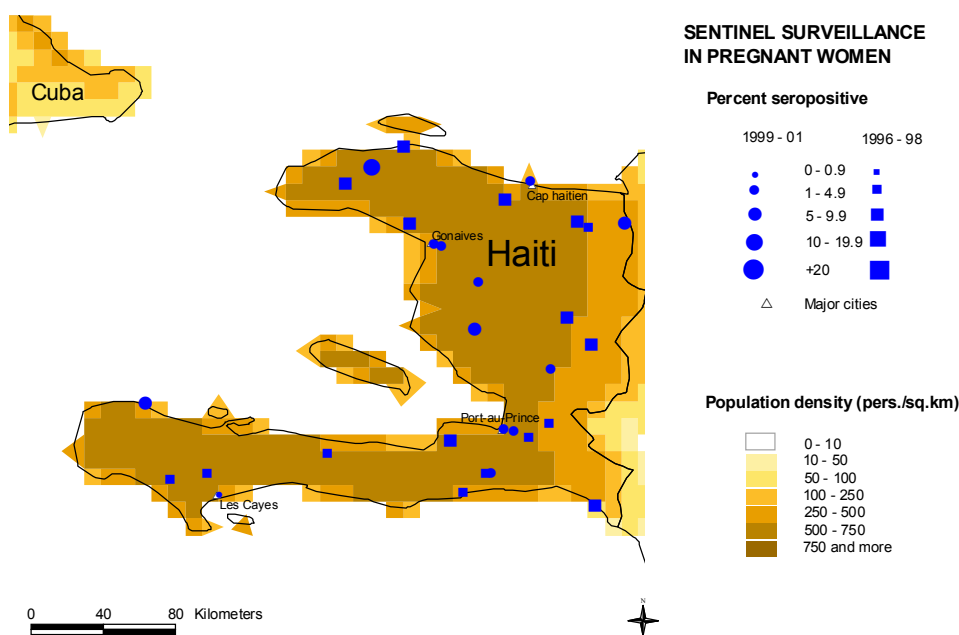 SENTINEL SURVEILLANCE
IN PREGNANT WOMEN
Percent seropositive
1999 - 01
1996 - 98
0 - 0.9
1 - 4.9
5 - 9.9
10 - 19.9
+20
Major cities
Population density (pers./sq.km)
0 - 10
10 - 50
50 - 100
100 - 250
250 - 500
500 - 750
750 and more
Cuba
Cap haitien
Gonaives
Haiti
Port-au-Prince
Les Cayes
0 40 80 Kilometers
N